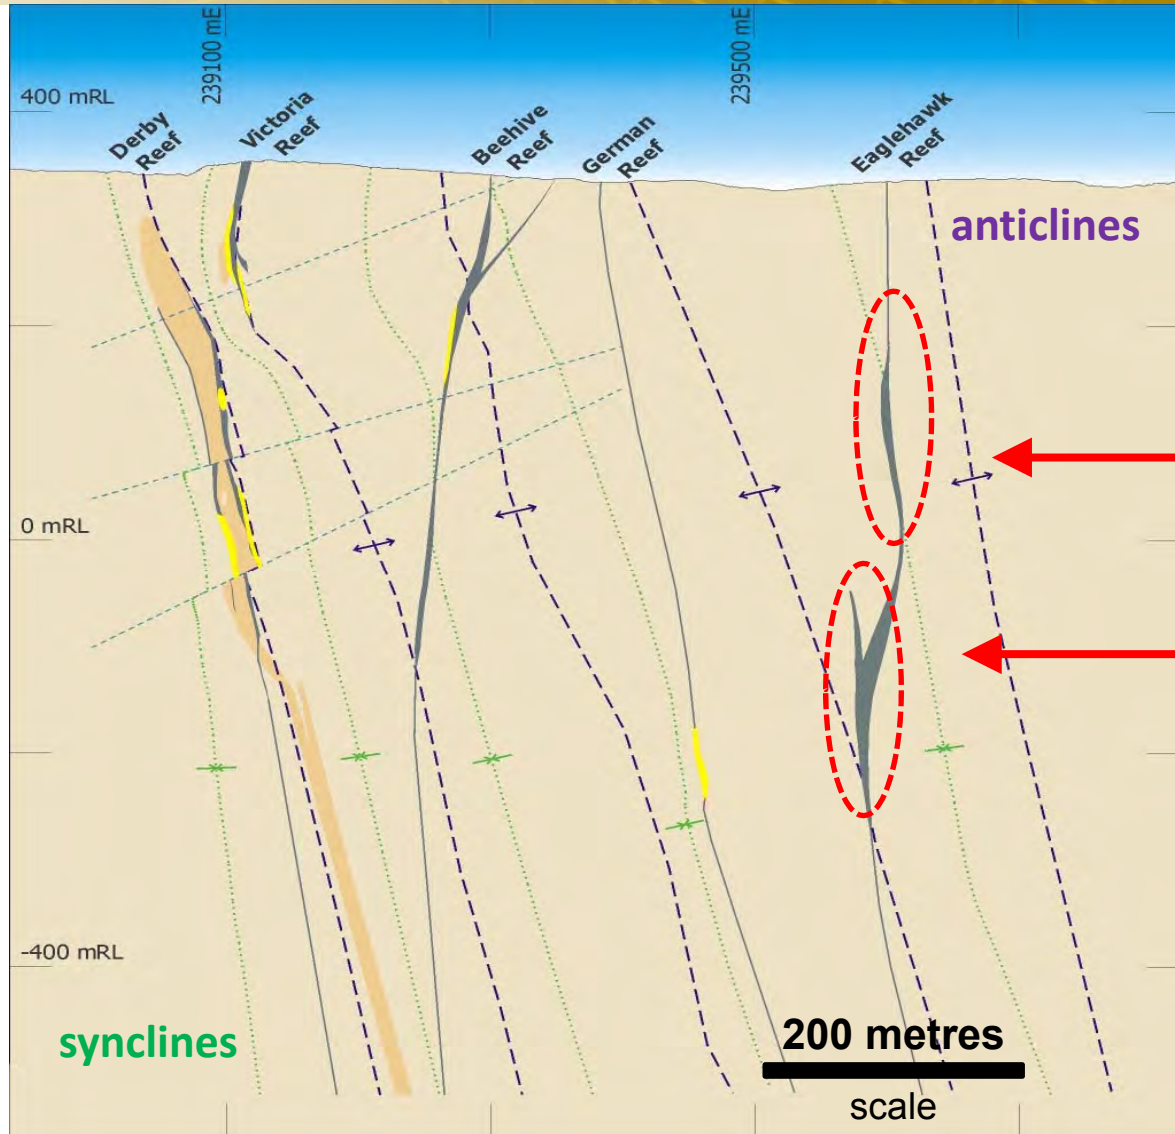 239100 mE
239500 mE
400 mRL
Derby
Reef
Victoria
Reef
Beehive
Reef
German
Reef
Eaglehawk
Reef
anticlines
0 mRL
-400 mRL
synclines
200 metres
scale